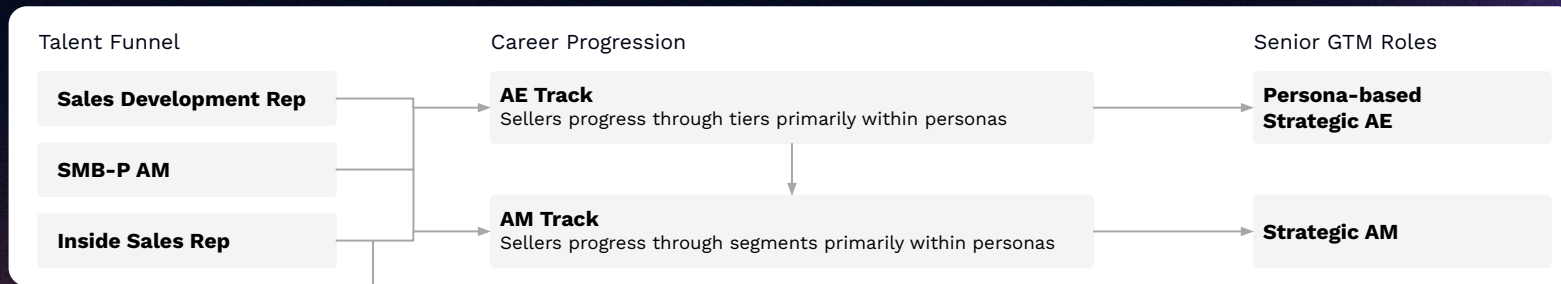 Talent Funnel
Career Progression
Senior GTM Roles
Sales Development Rep
SMB-P AM
Inside Sales Rep
AE Track
Sellers progress through tiers primarily within personas
AM Track
Sellers progress through segments primarily within personas
Persona-based
Strategic AE
Strategic AM